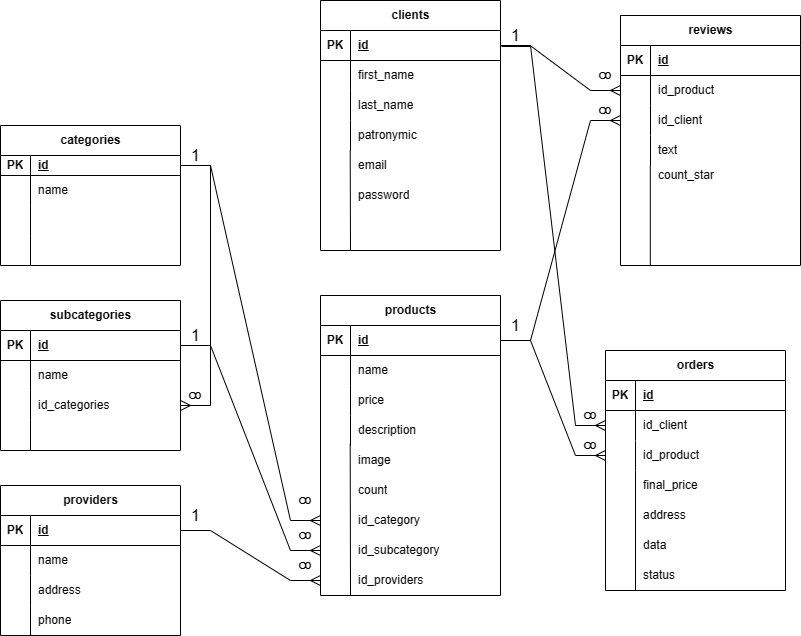 clients
PK id
first_name
last_name
patronymic
email
password
1
reviews
PK id
id_product
id_client
text
count_star
∞
∞
categories
PK id
name
1
subcategories
PK id
name
id_categories
1
∞
providers
PK id
name
address
phone
1
products
PK id
name
price
description
image
count
id_category
id_subcategory
id_providers
1
∞
∞
∞
orders
PK id
id_client
id_product
final_price
address
data
status
∞
∞